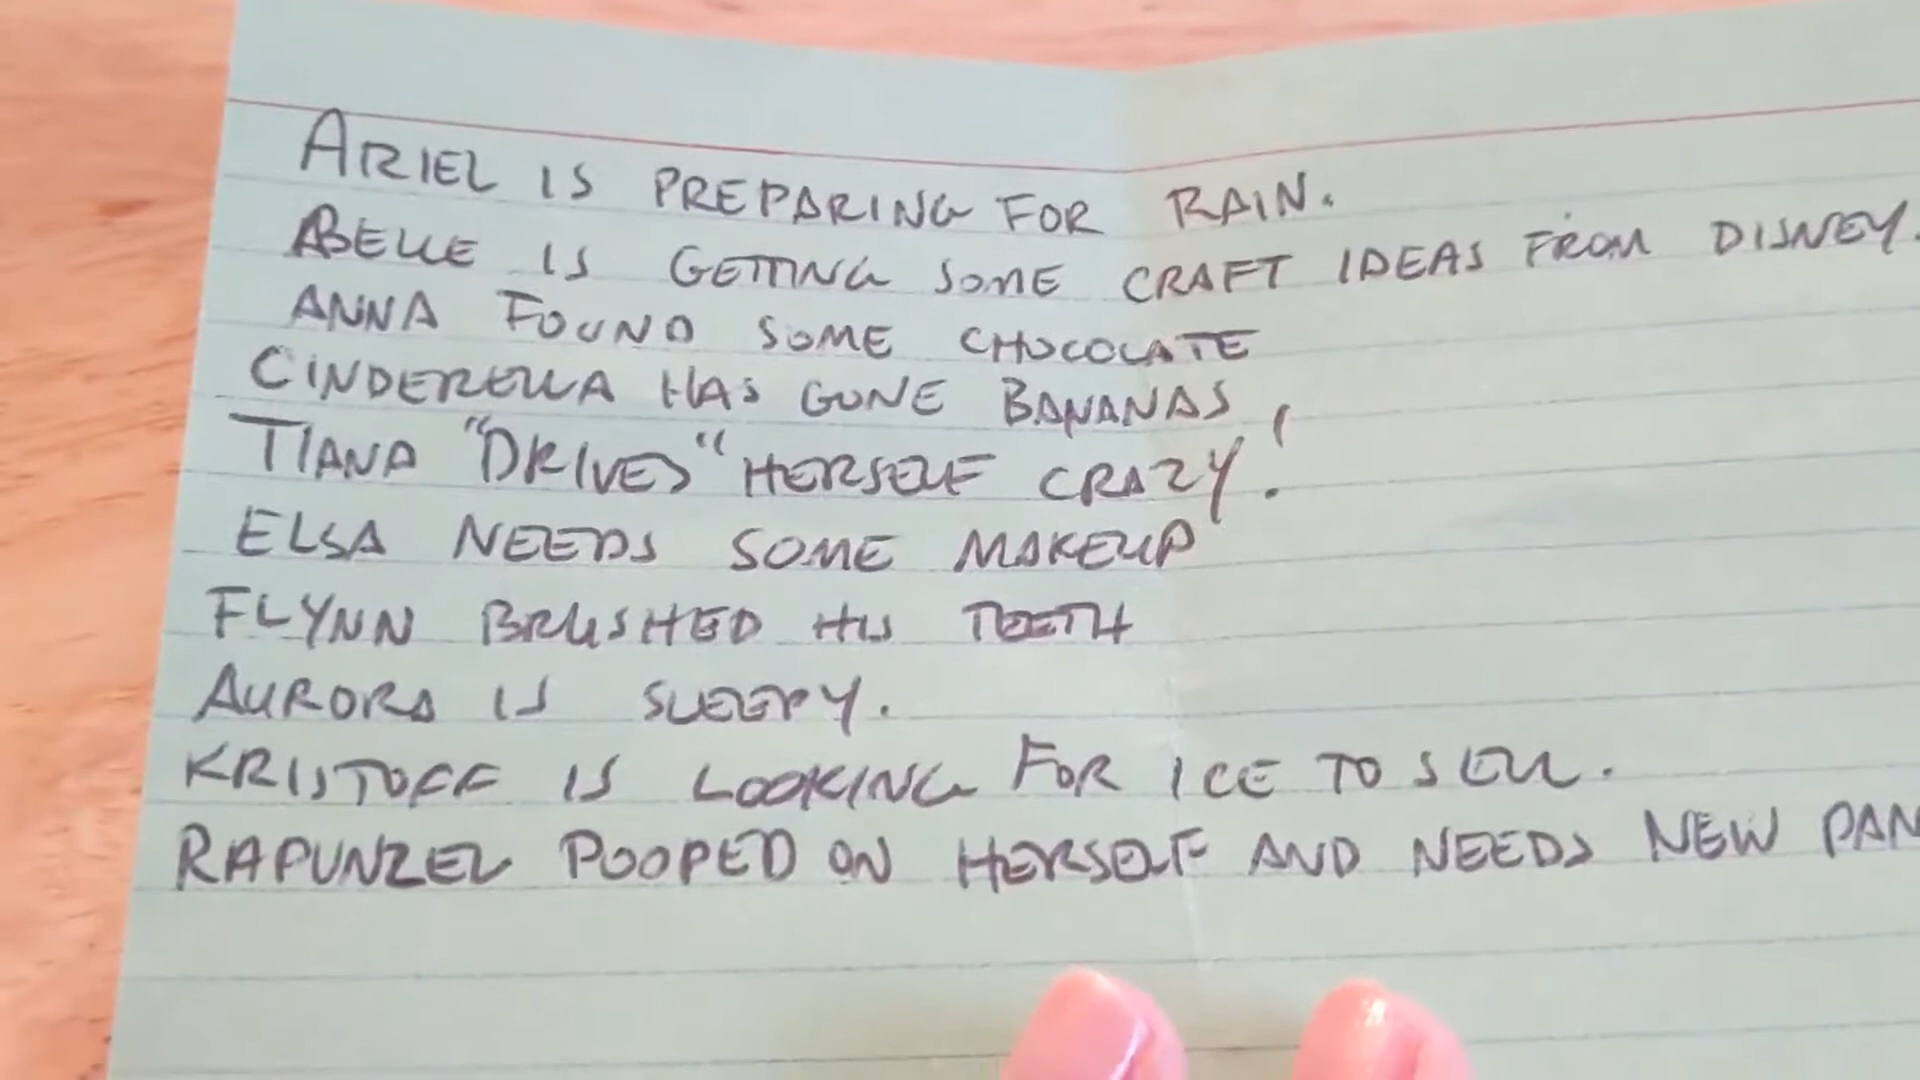 ARIEL IS PREPARING FOR RAIN.
BELLE IS GETTING SOME CRAFT IDEAS FROM DISNEY.
ANNA FOUND SOME CHOCOLATE
CINDERELLA HAS GONE BANANAS
TIANA "DRIVES" HERSELF CRAZY!
ELSA NEEDS SOME MAKEUP
FLYNN BRUSHED HIS TEETH
AURORA IS SLEEPY.
KRISTOFF IS LOOKING FOR ICE TO SELL.
RAPUNZEL POOPED ON HERSELF AND NEEDS NEW PAN